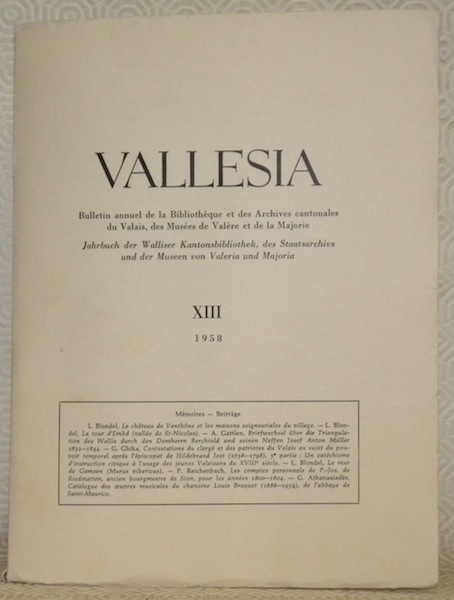 VALLESIA
Bulletin annuel de la Bibliothèque et des Archives cantonales
du Valais, des Musées de Valère et de la Majorie
Jahrbuch der Walliser Kantonsbibliothek, des Staatsarchivs
und der Museen von Valeria und Majoria
XIII
1958
Mémoires — Beiträge
L. Blondel, Le château de Venthône et les maisons seigneuriales du village. — L. Blon-
del, La tour d'Embd (vallée de St-Nicolas). — A. Gattlen, Briefwechsel über die Triangula-
tion des Wallis durch den Domherrn Berchtold und seinen Neffen Josef Anton Müller
1832–1844. — G. Ghika, Contestations du clergé et des patriotes du Valais au sujet du pou-
voir temporel après l'épiscopat de Hildebrand Jost (1638–1798), 3e partie : Un catéchisme
d'instruction civique à l'usage des jeunes Valaisans du XVIIIe siècle. — L. Blondel, Le mur
de Gamsen (Murus vibericus). — P. Reichenbach, Les comptes personnels de P.-Jos. de
Riedmatten, ancien bourgmestre de Sion, pour les années 1800–1804. — G. Athanasiadès,
Catalogue des œuvres musicales du chanoine Louis Broquet (1888–1954), de l'abbaye de
Saint-Maurice.